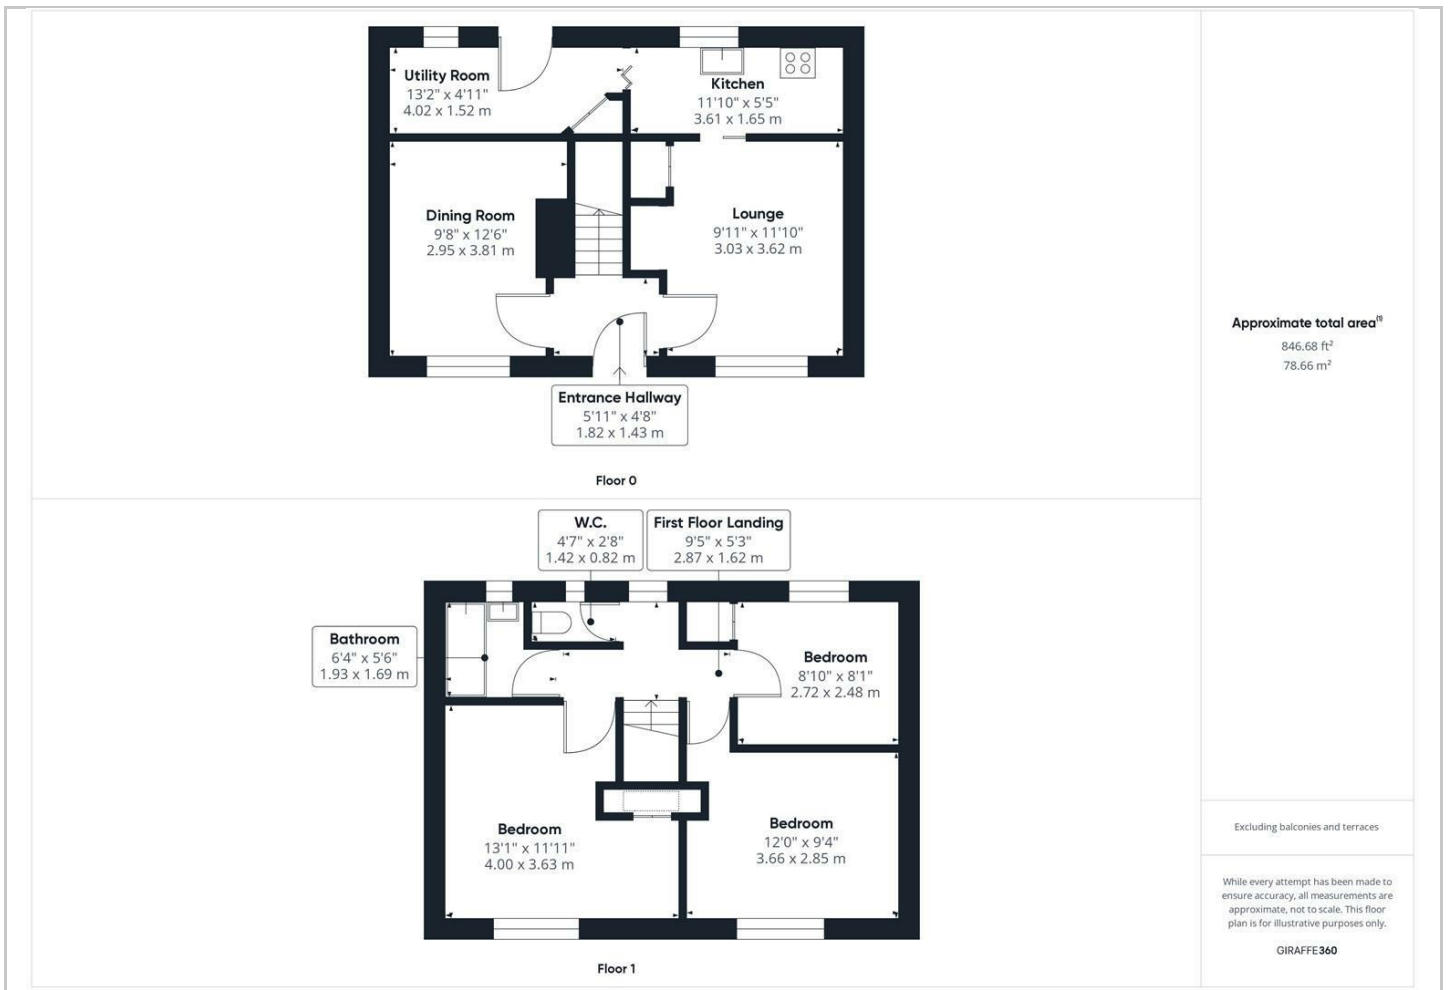 Utility Room
13'2" x 4'11"
4.02 x 1.52 m
Kitchen
11'10" x 5'5"
3.61 x 1.65 m
Dining Room
9'8" x 12'6"
2.95 x 3.81 m
Lounge
9'11" x 11'10"
3.03 x 3.62 m
Entrance Hallway
5'11" x 4'8"
1.82 x 1.43 m
Floor 0
W.C.
4'7" x 2'8"
1.42 x 0.82 m
First Floor Landing
9'5" x 5'3"
2.87 x 1.62 m
Bathroom
6'4" x 5'6"
1.93 x 1.69 m
Bedroom
8'10" x 8'1"
2.72 x 2.48 m
Bedroom
13'1" x 11'11"
4.00 x 3.63 m
Bedroom
12'0" x 9'4"
3.66 x 2.85 m
Floor 1
Approximate total area⁽¹⁾
846.68 ft²
78.66 m²
Excluding balconies and terraces
While every attempt has been made to
ensure accuracy, all measurements are
approximate, not to scale. This floor
plan is for illustrative purposes only.
GIRAFFE360